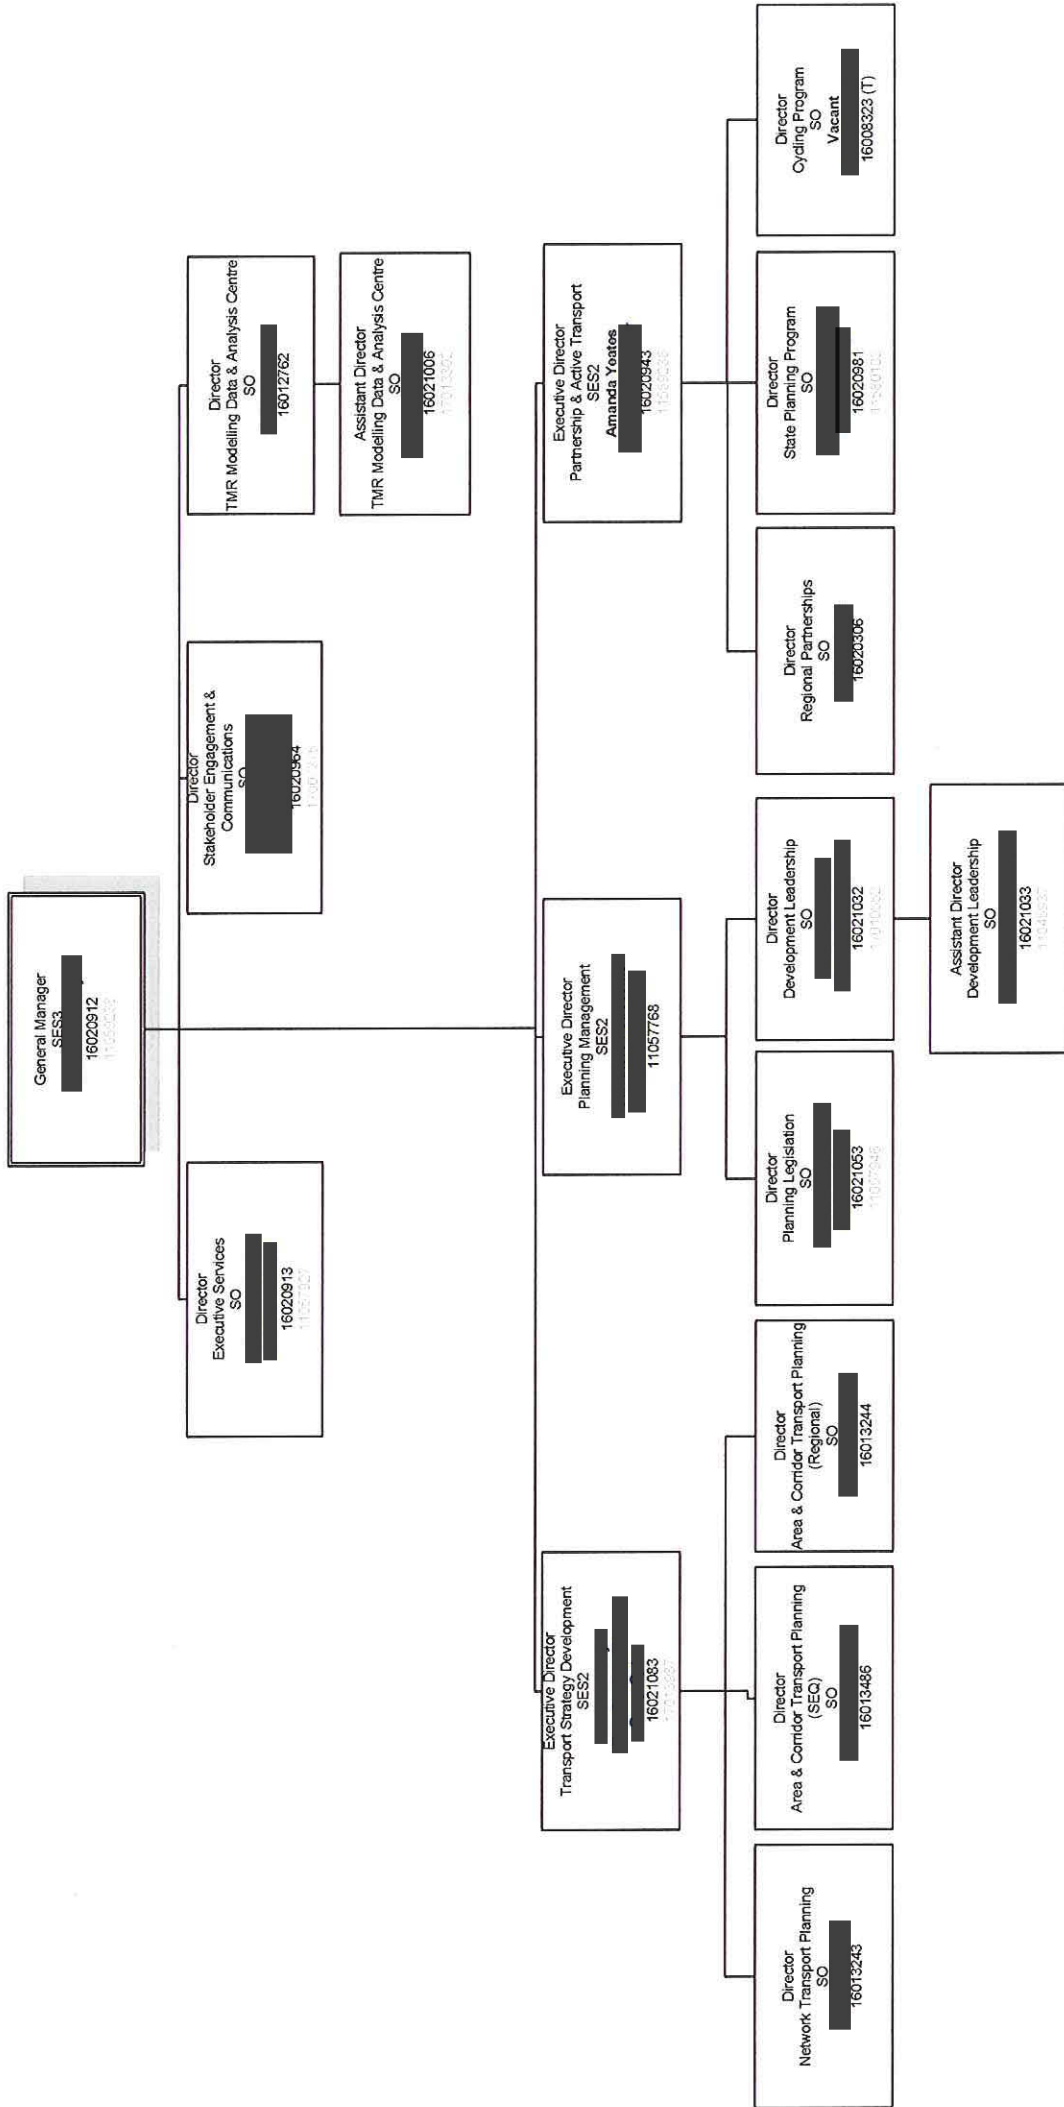 General Manager
SES3
16020912
Director
Executive Services
SO
16020913
Director
Stakeholder Engagement &
Communications
SO
16020964
Director
TMR Modelling Data & Analysis Centre
SO
16012762
Assistant Director
TMR Modelling Data & Analysis Centre
SO
16021006
Executive Director
Transport Strategy Development
SES2
16021083
Executive Director
Planning Management
SES2
11057768
Executive Director
Partnership & Active Transport
SES2
Amanda Yeates
16020943
Director
Network Transport Planning
SO
16013243
Director
Area & Corridor Transport Planning
(SEQ)
SO
16013486
Director
Area & Corridor Transport Planning
(Regional)
SO
16013244
Director
Planning Legislation
SO
16021053
Director
Development Leadership
SO
16021032
Director
Regional Partnerships
SO
16020306
Director
State Planning Program
SO
16020981
Director
Cycling Program
SO
Vacant
16008323 (T)
Assistant Director
Development Leadership
SO
16021033